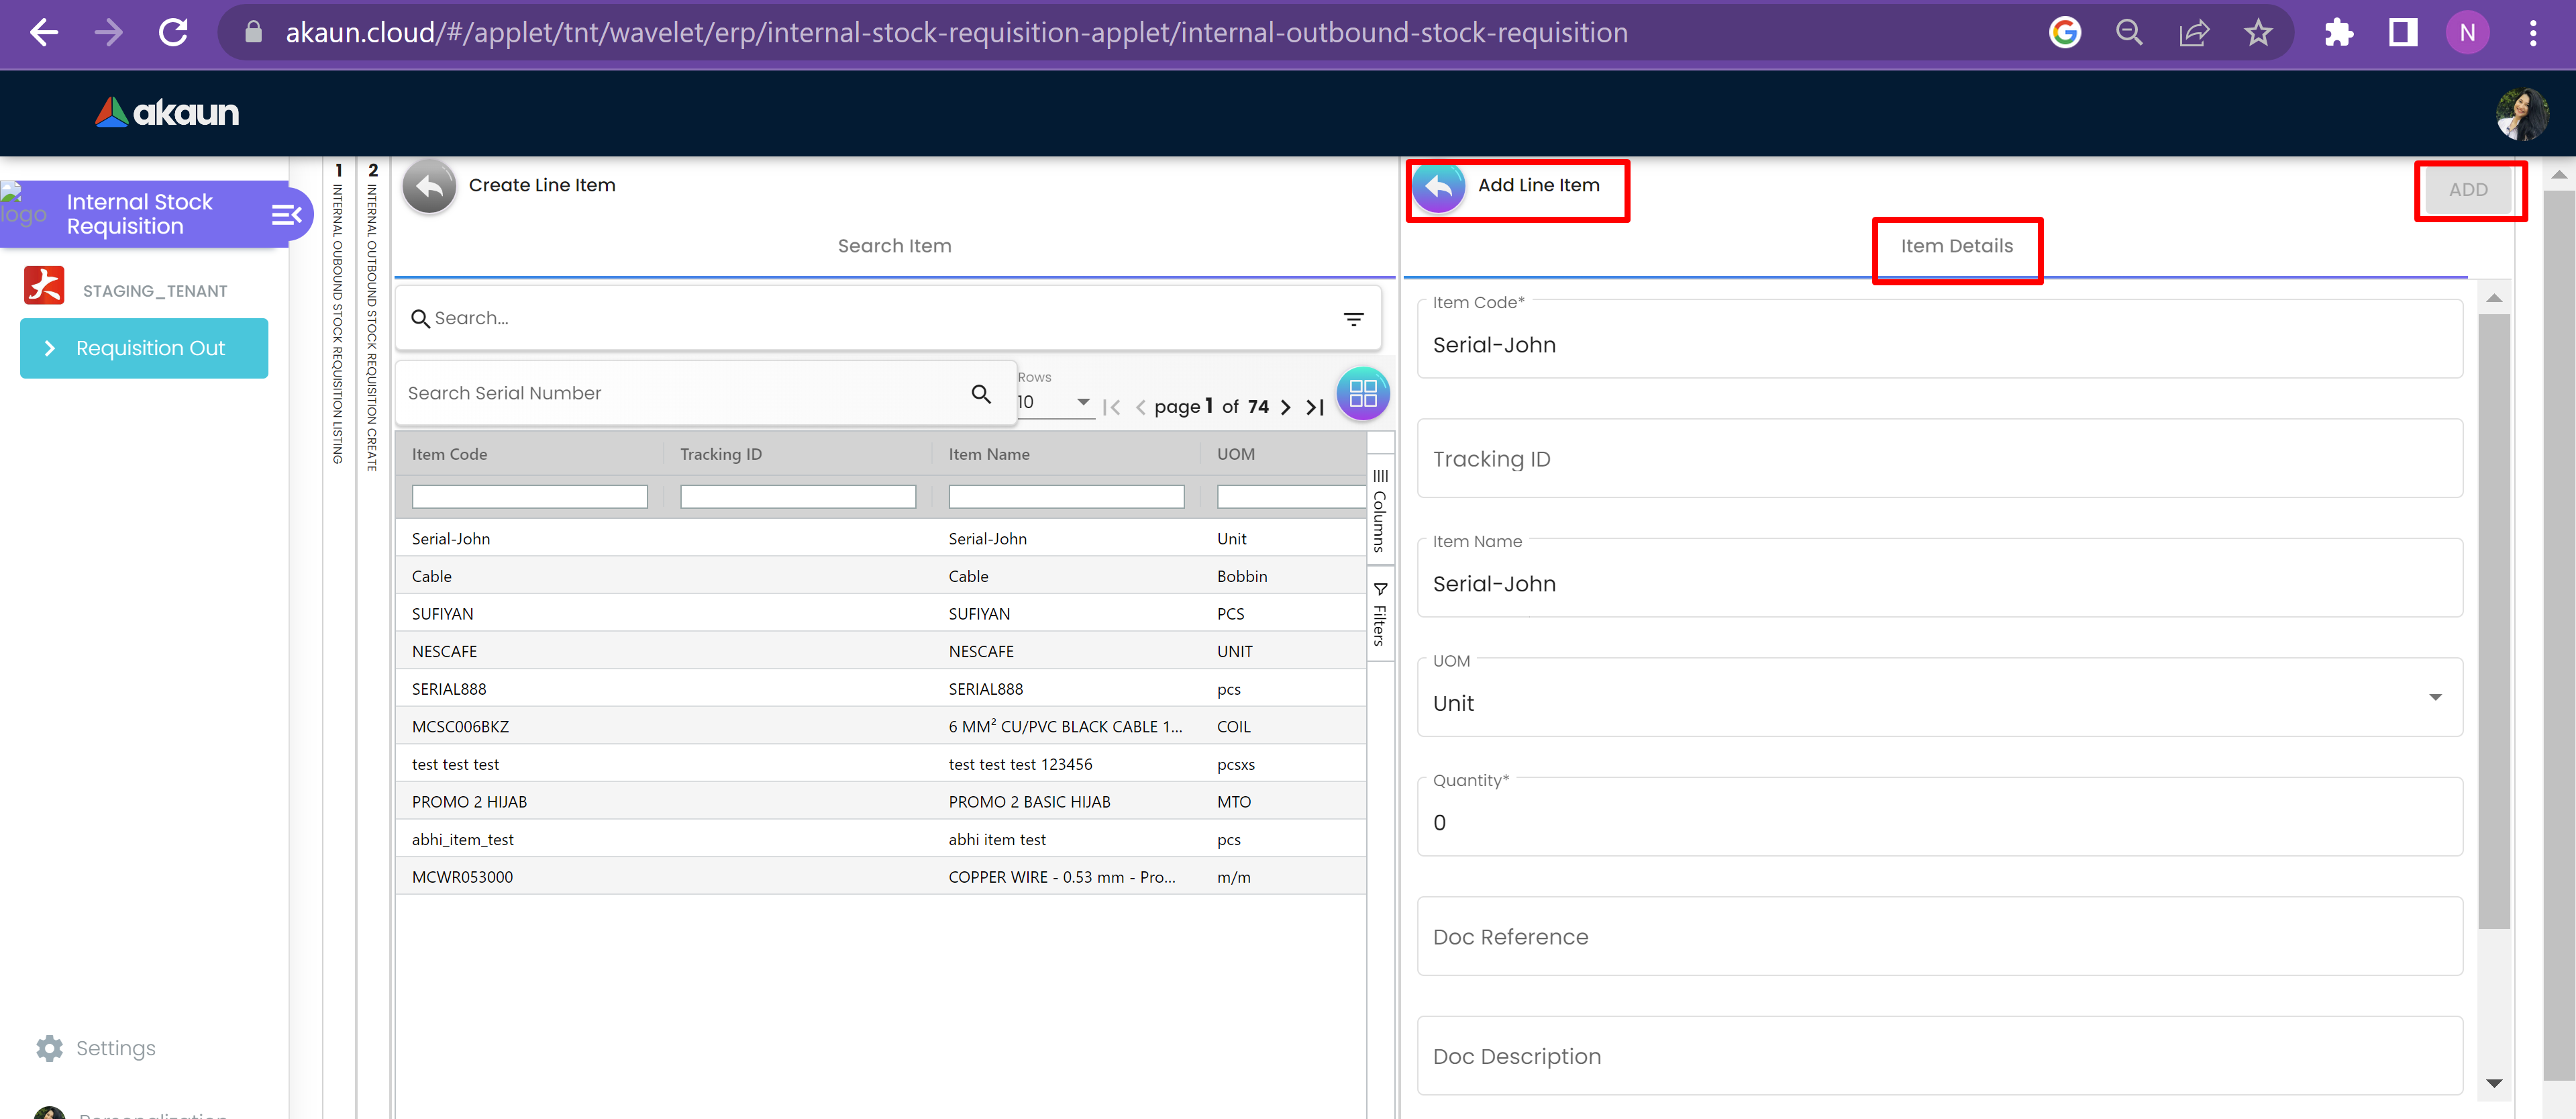 akaun.cloud/#/applet/tnt/wavelet/erp/internal-stock-requisition-applet/internal-outbound-stock-requisition
N
akaun
logo
Internal Stock
Requisition
STAGING_TENANT
Requisition Out
Settings
Personalization
1 INTERNAL OUBOUND STOCK REQUISITION LISTING
2 INTERNAL OUTBOUND STOCK REQUISITION CREATE
Create Line Item
Search Item
Search...
Search Serial Number
Rows
10
page 1 of 74
Item Code Tracking ID Item Name UOM
Serial-John Serial-John Unit
Cable Cable Bobbin
SUFIYAN SUFIYAN PCS
NESCAFE NESCAFE UNIT
SERIAL888 SERIAL888 pcs
MCSC006BKZ 6 MM² CU/PVC BLACK CABLE 1... COIL
test test test test test test 123456 pcsxs
PROMO 2 HIJAB PROMO 2 BASIC HIJAB MTO
abhi_item_test abhi item test pcs
MCWR053000 COPPER WIRE - 0.53 mm - Pro... m/m
Columns
Filters
Add Line Item
ADD
Item Details
Item Code*
Serial-John
Tracking ID
Item Name
Serial-John
UOM
Unit
Quantity*
0
Doc Reference
Doc Description